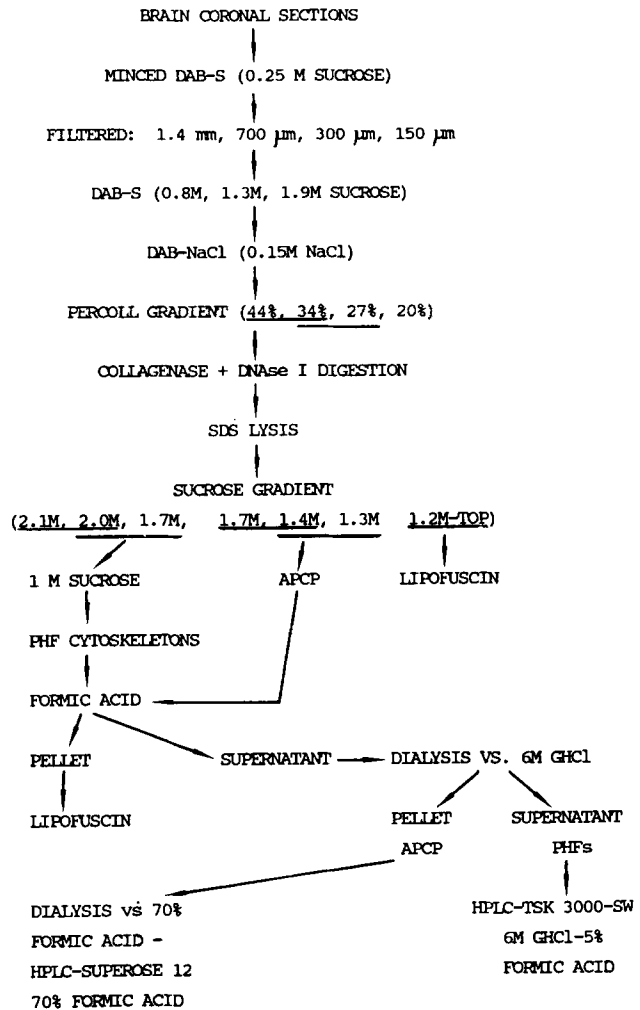 BRAIN CORONAL SECTIONS
MINCED DAB-S (0.25 M SUCROSE)
FILTERED: 1.4 mm, 700 µm, 300 µm, 150 µm
DAB-S (0.8M, 1.3M, 1.9M SUCROSE)
DAB-NaCl (0.15M NaCl)
PERCOLL GRADIENT (44%, 34%, 27%, 20%)
COLLAGENASE + DNAse I DIGESTION
SDS LYSIS
SUCROSE GRADIENT
(2.1M, 2.0M, 1.7M, 1.7M, 1.4M, 1.3M 1.2M-TOP)
1 M SUCROSE APCP LIPOFUSCIN
PHF CYTOSKELETONS
FORMIC ACID
PELLET SUPERNATANT DIALYSIS VS. 6M GHCl
LIPOFUSCIN PELLET SUPERNATANT
APCP PHFs
DIALYSIS vs 70% HPLC-TSK 3000-SW
FORMIC ACID - 6M GHCl-5%
HPLC-SUPEROSE 12 FORMIC ACID
70% FORMIC ACID